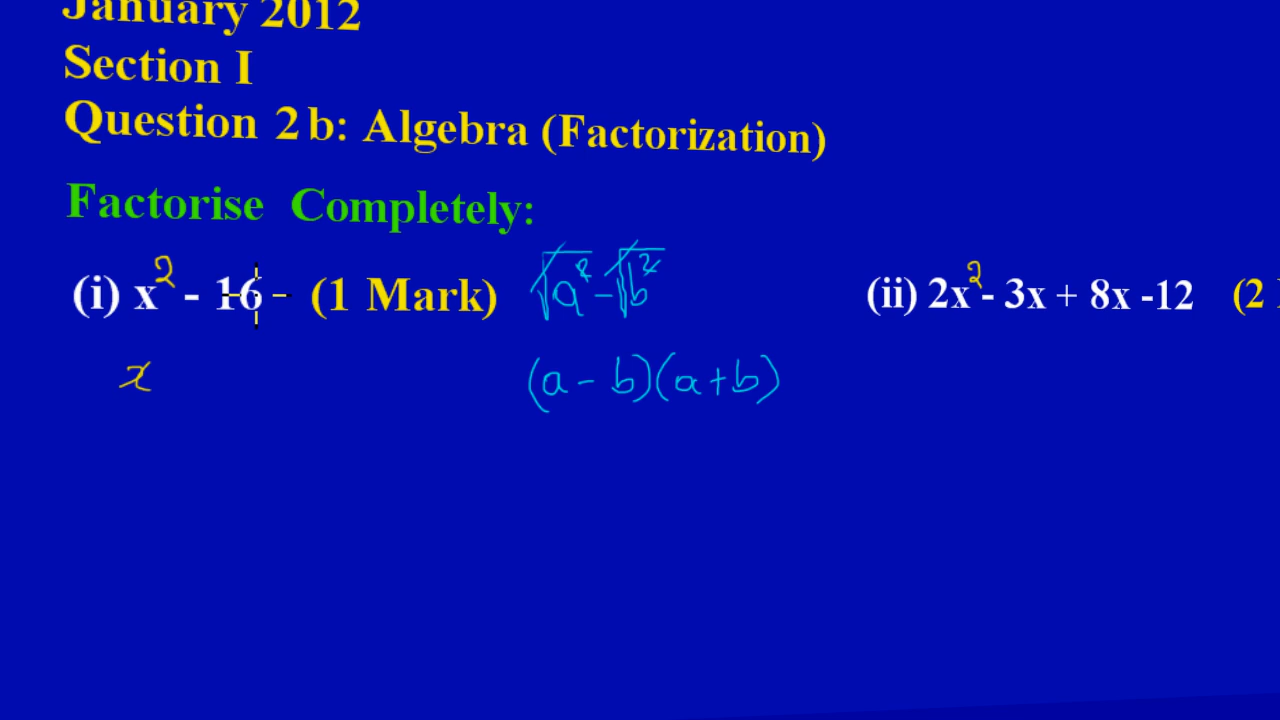 January 2012
Section I
Question 2b: Algebra (Factorization)
Factorise Completely:
(i) x² - 16 (1 Mark) √a² - √b² (ii) 2x² - 3x + 8x -12 (2
x (a - b)(a + b)